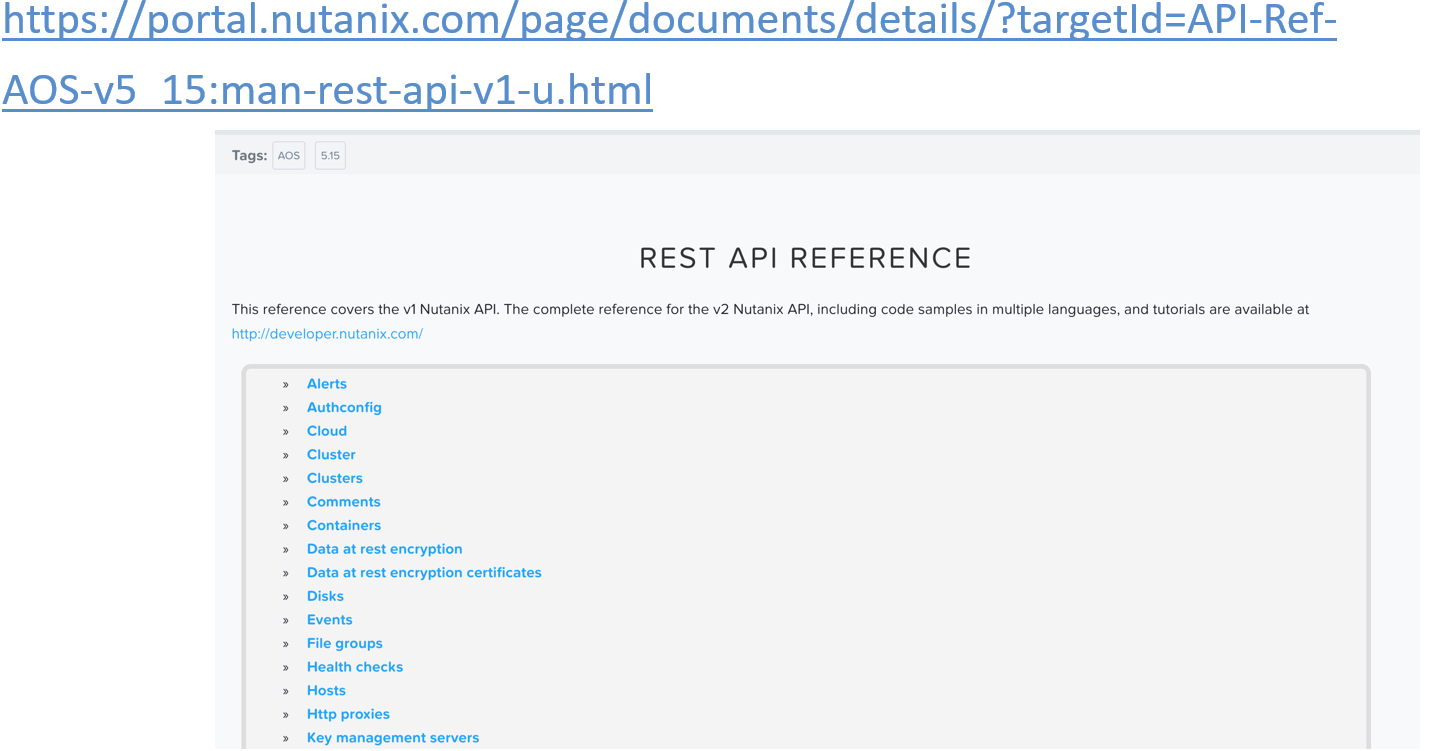 https://portal.nutanix.com/page/documents/details/?targetId=API-Ref-
AOS-v5_15:man-rest-api-v1-u.html
Tags: AOS 5.15
REST API REFERENCE
This reference covers the v1 Nutanix API. The complete reference for the v2 Nutanix API, including code samples in multiple languages, and tutorials are available at
http://developer.nutanix.com/
» Alerts
» Authconfig
» Cloud
» Cluster
» Clusters
» Comments
» Containers
» Data at rest encryption
» Data at rest encryption certificates
» Disks
» Events
» File groups
» Health checks
» Hosts
» Http proxies
» Key management servers